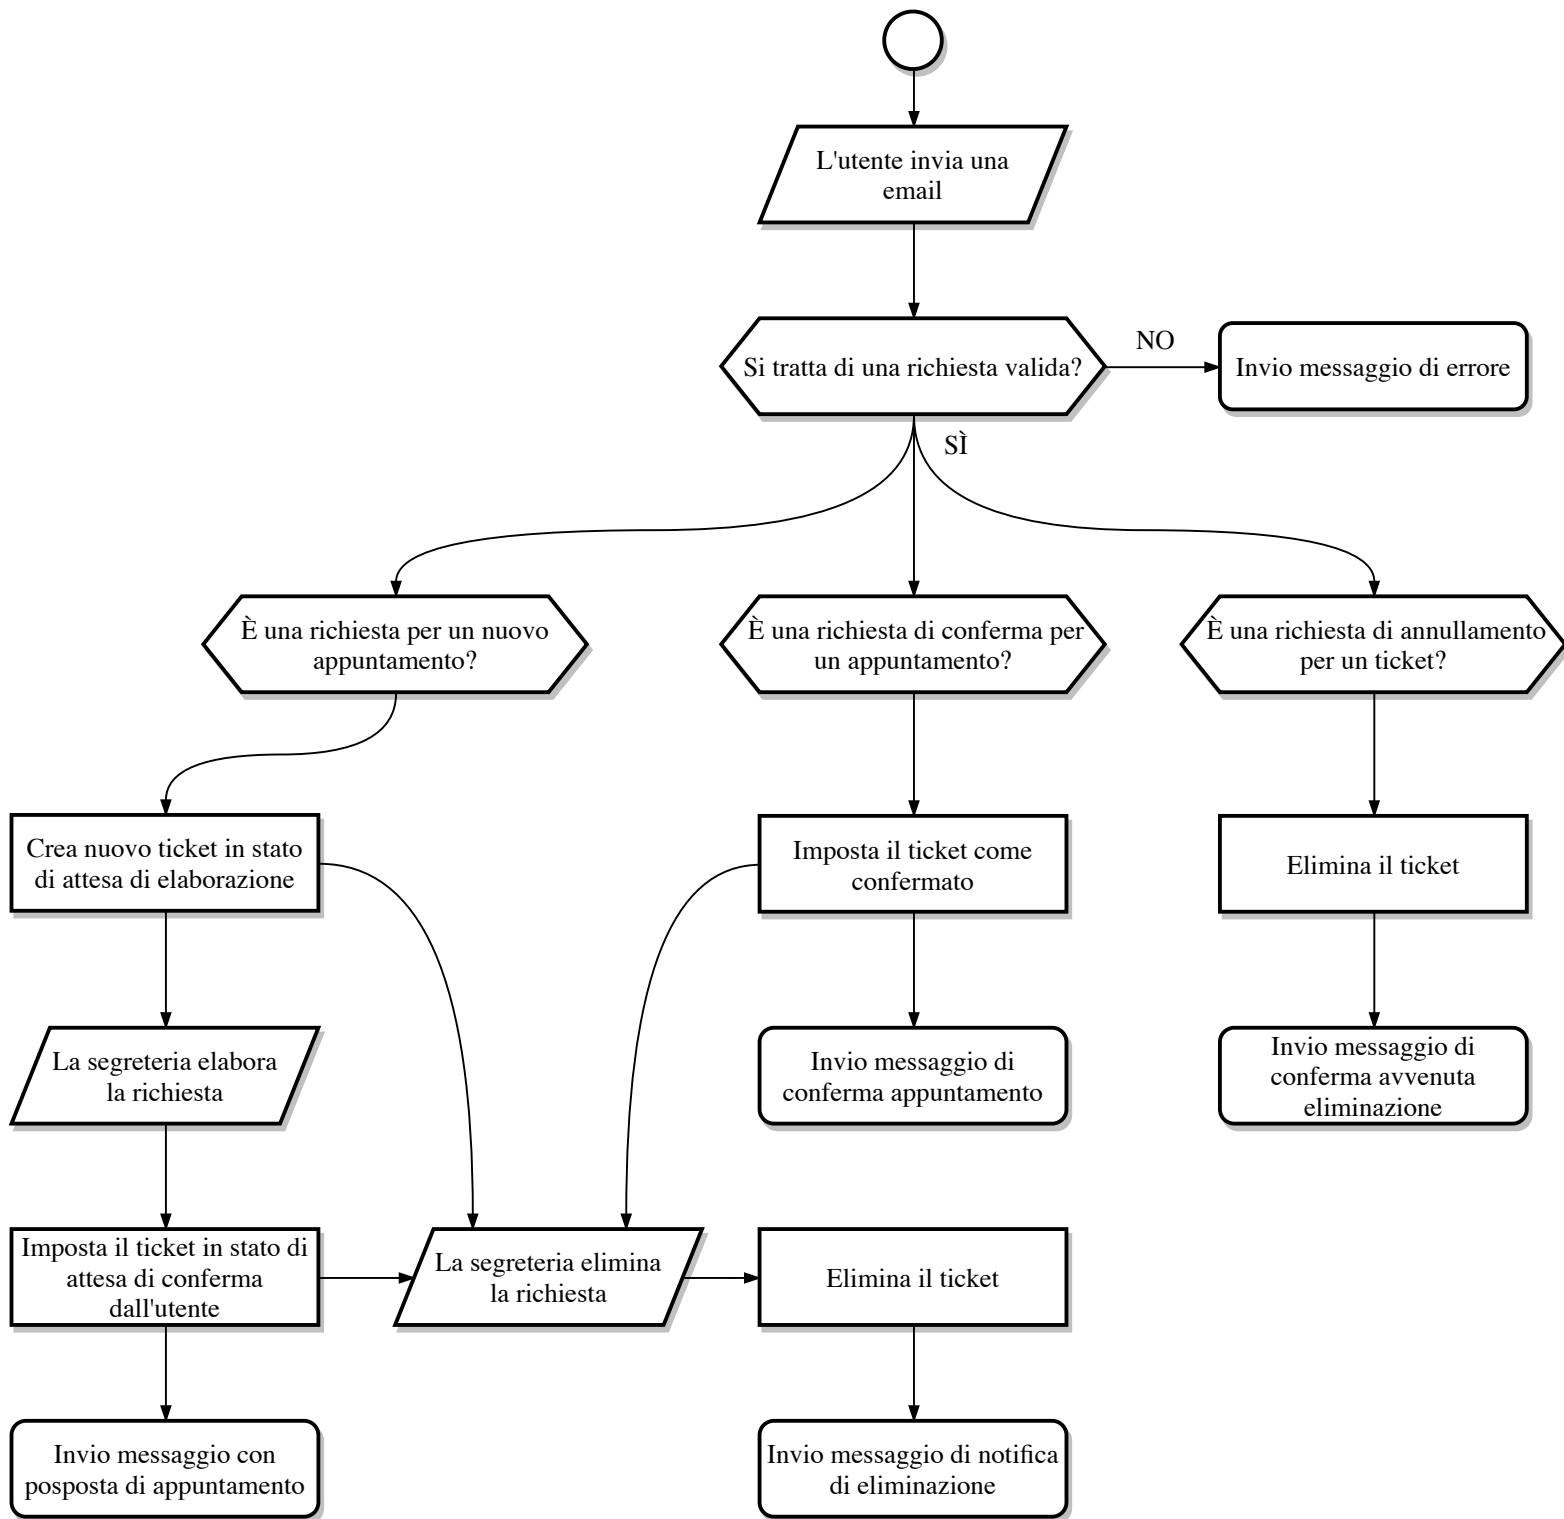 L'utente invia una
email
Si tratta di una richiesta valida?
NO
Invio messaggio di errore
SÌ
È una richiesta per un nuovo
appuntamento?
È una richiesta di conferma per
un appuntamento?
È una richiesta di annullamento
per un ticket?
Crea nuovo ticket in stato
di attesa di elaborazione
Imposta il ticket come
confermato
Elimina il ticket
La segreteria elabora
la richiesta
Invio messaggio di
conferma appuntamento
Invio messaggio di
conferma avvenuta
eliminazione
Imposta il ticket in stato di
attesa di conferma
dall'utente
La segreteria elimina
la richiesta
Elimina il ticket
Invio messaggio con
posposta di appuntamento
Invio messaggio di notifica
di eliminazione